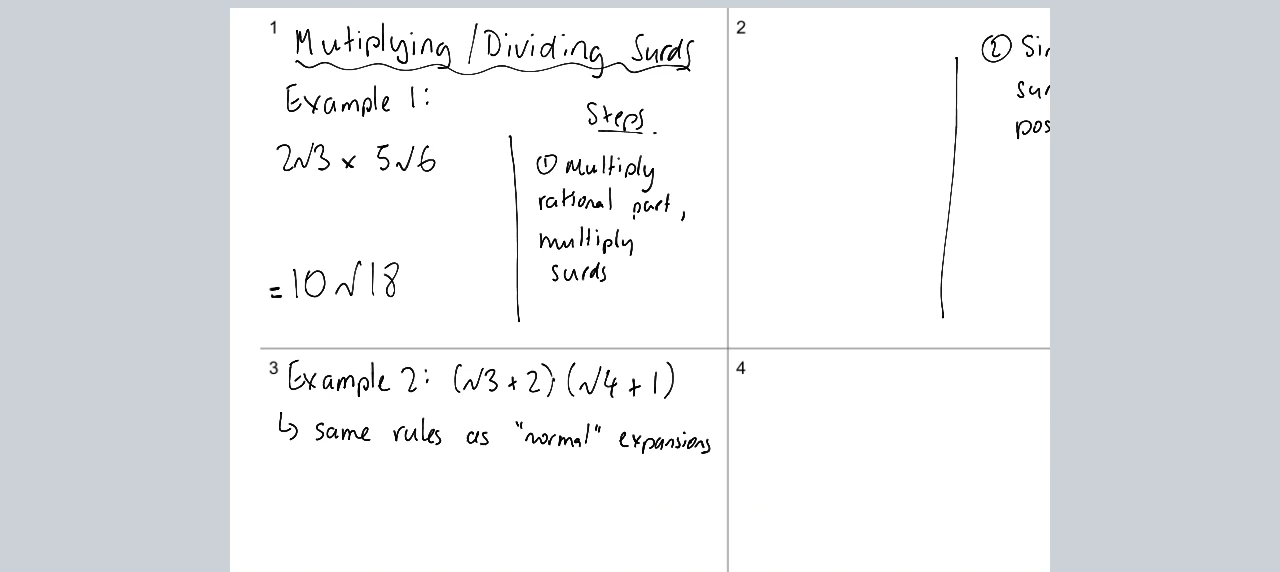 1
Mutiplying / Dividing Surds
Example 1:
2√3 × 5√6
= 10√18
Steps.
① Multiply
rational part,
multiply
surds
2
②
3
Example 2: (√3 + 2) (√4 + 1)
↳ same rules as "normal" expansions
4